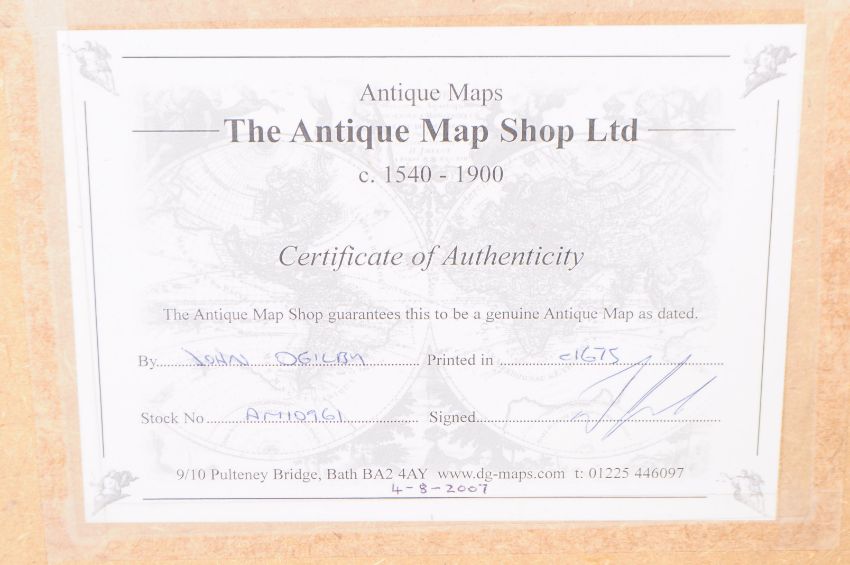 Antique Maps
The Antique Map Shop Ltd
c. 1540 - 1900
Certificate of Authenticity
The Antique Map Shop guarantees this to be a genuine Antique Map as dated.
By JOHN OGILBY Printed in c1675
Stock No AM10961 Signed
9/10 Pulteney Bridge, Bath BA2 4AY www.dg-maps.com t: 01225 446097
4-8-2007